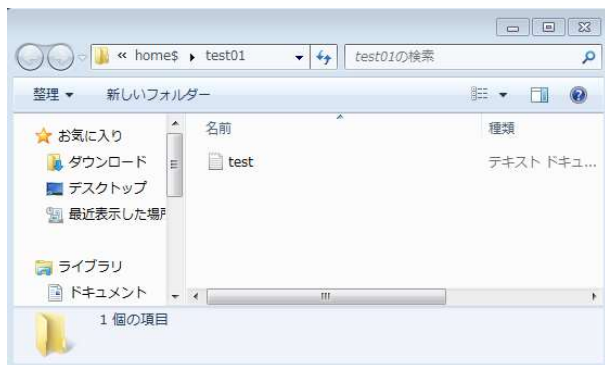 « home$ ▸ test01
test01の検索
整理 ▼ 新しいフォルダー
お気に入り
ダウンロード
デスクトップ
最近表示した場所
ライブラリ
ドキュメント
名前 種類
test テキスト ドキュ...
1 個の項目